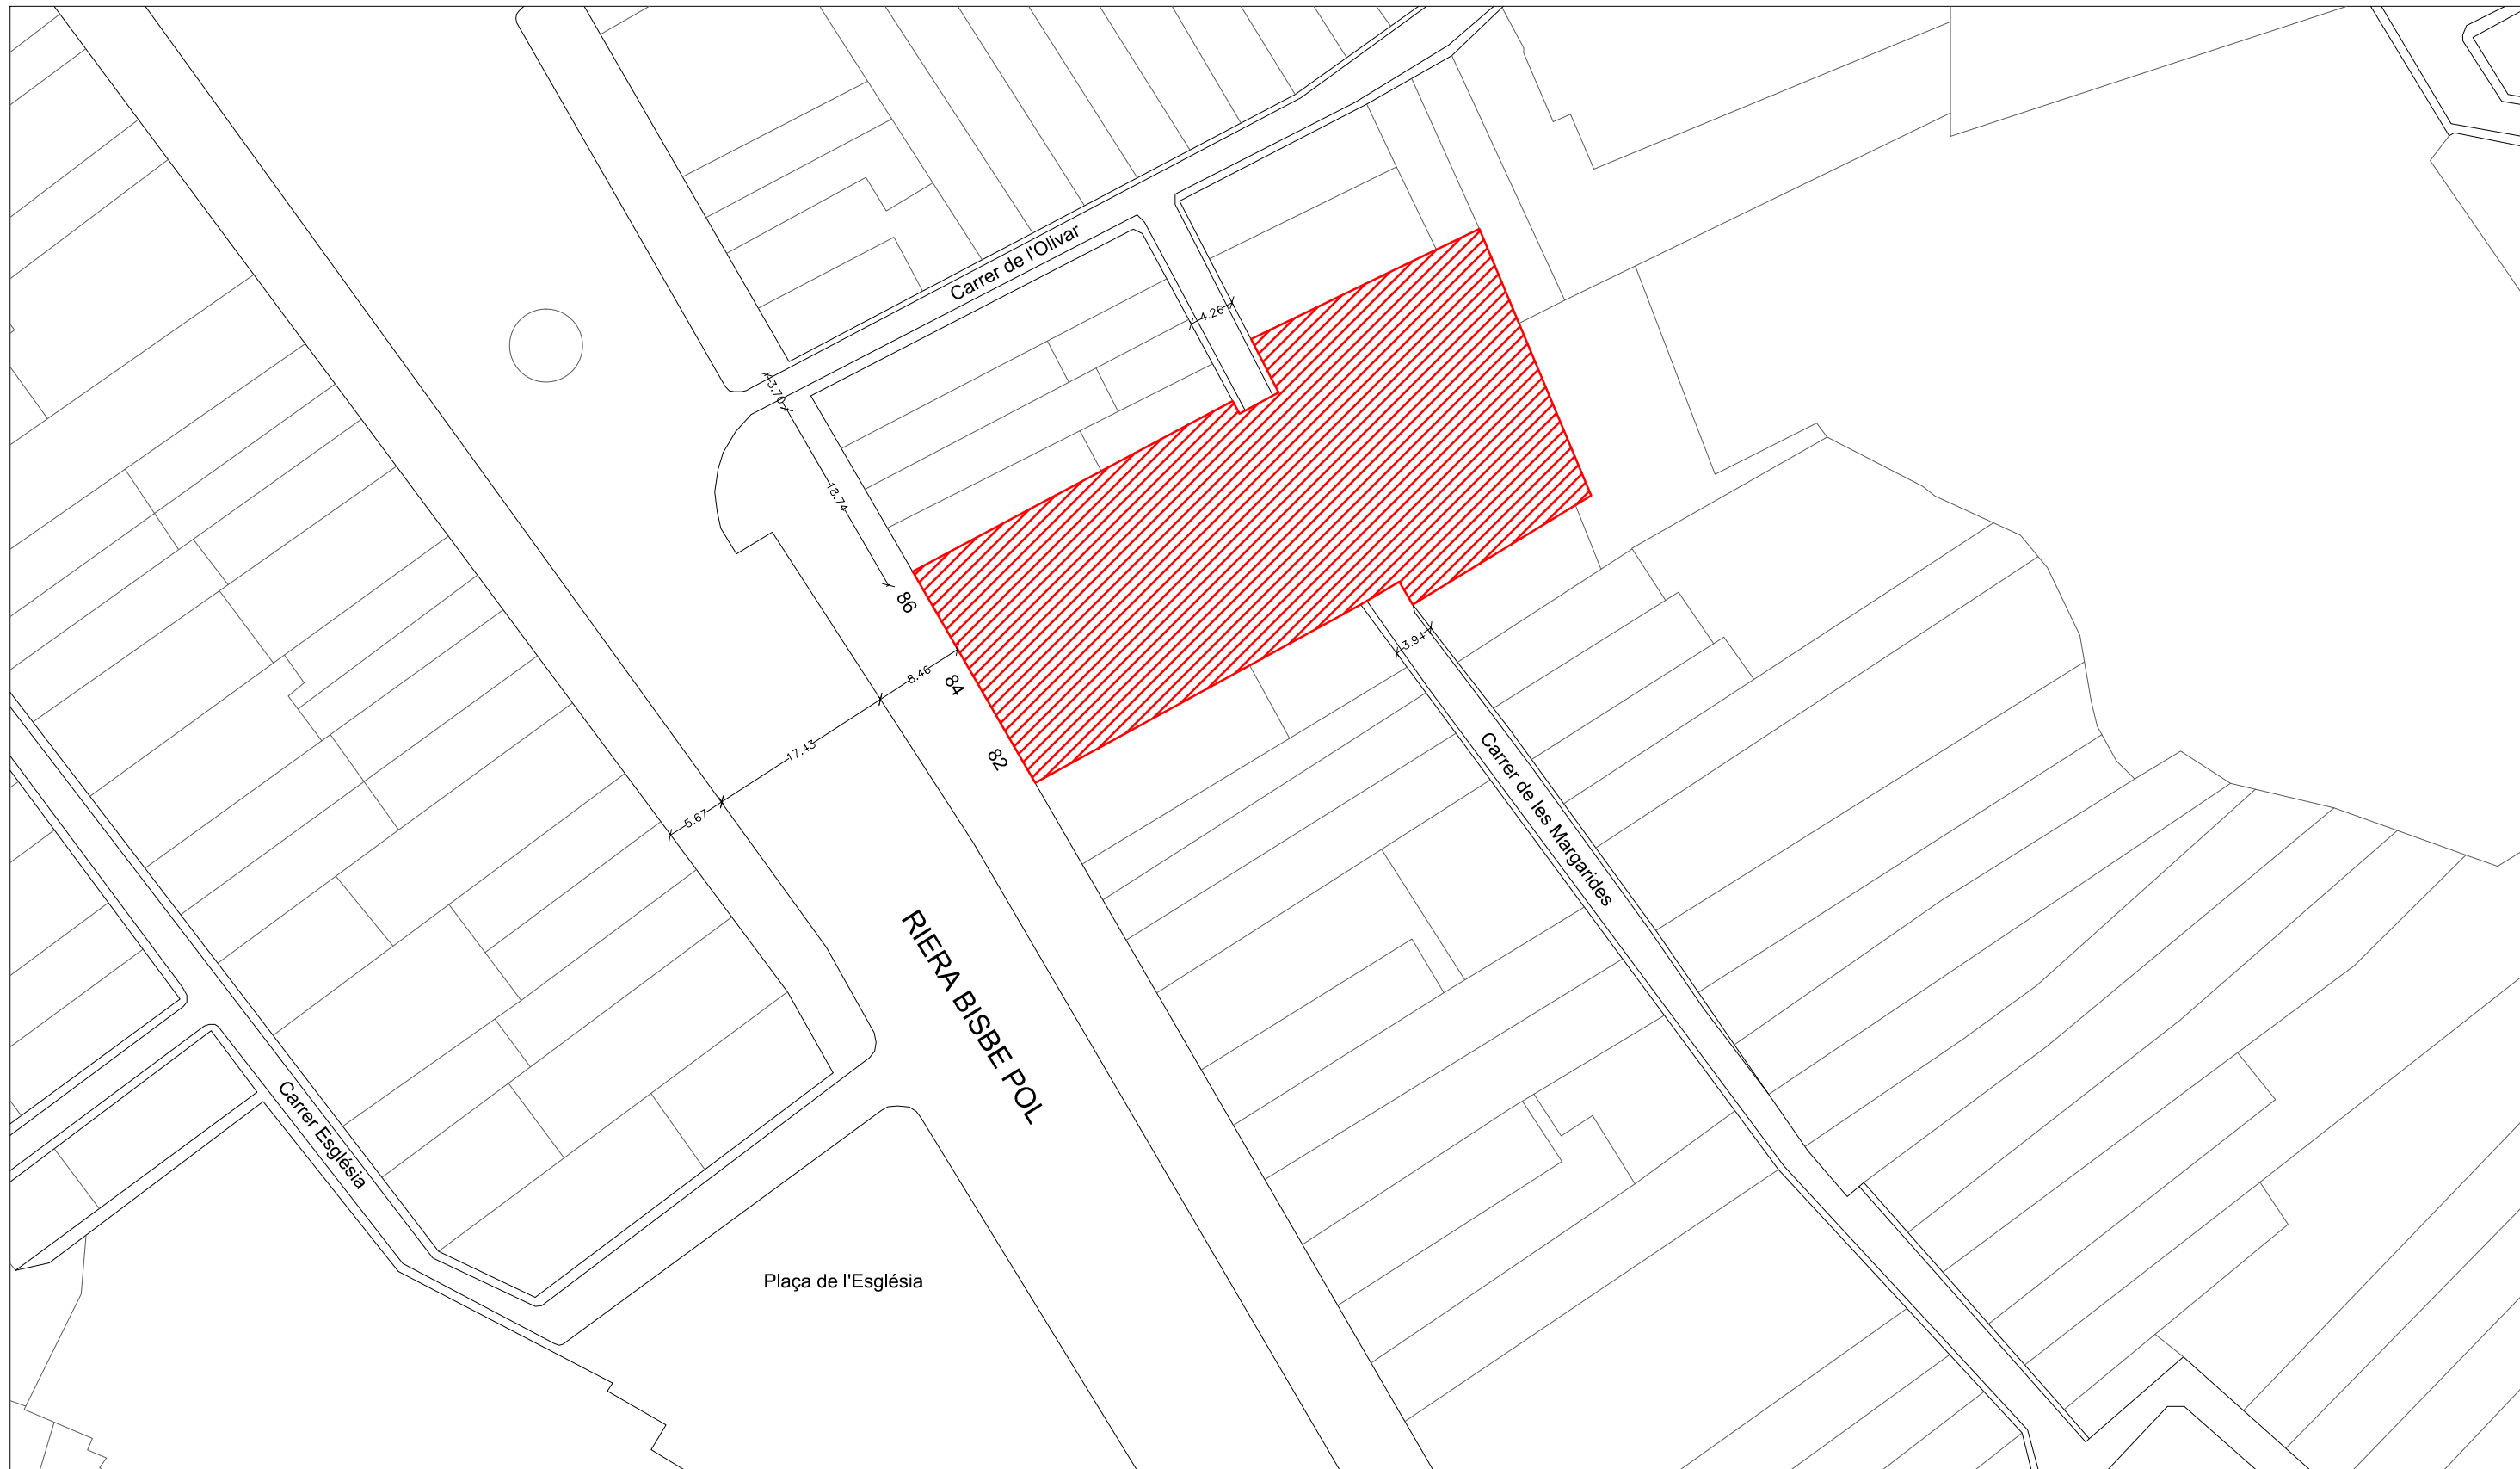 Carrer de l'Olivar
4.26
3.70
18.74
86
8.46
84
3.94
17.43
82
5.67
Carrer de les Margarides
RIERA BISBE POL
Carrer Església
Plaça de l'Església